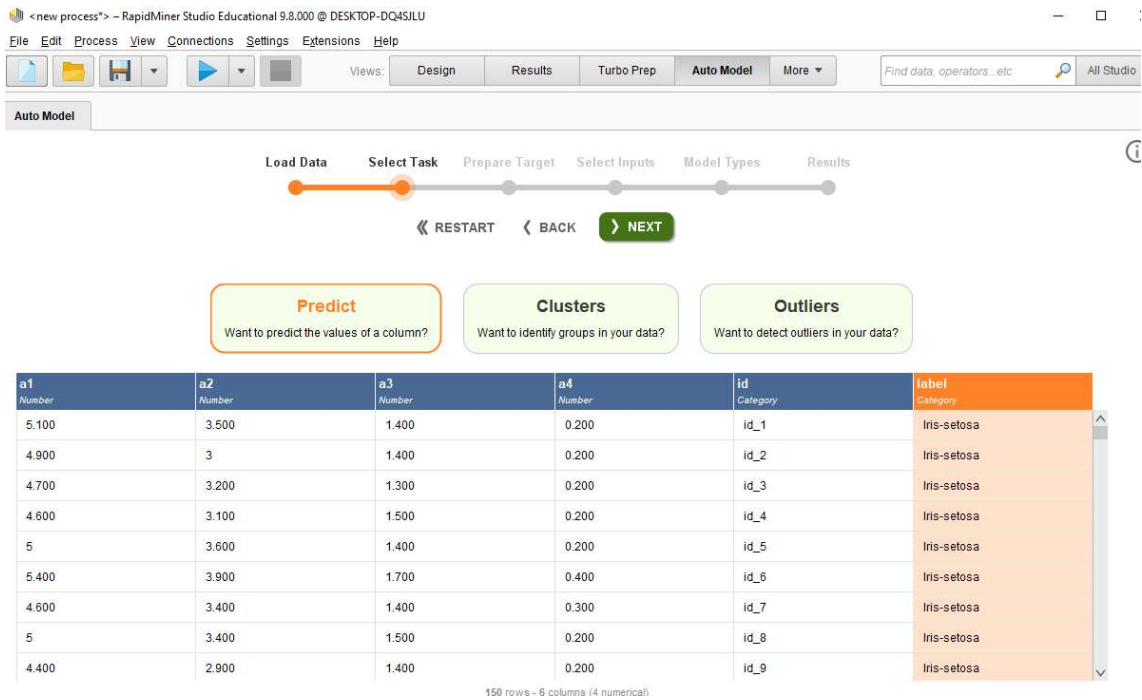 <new process*> – RapidMiner Studio Educational 9.8.000 @ DESKTOP-DQ4SJLU
File Edit Process View Connections Settings Extensions Help
Views: Design Results Turbo Prep Auto Model More Find data, operators...etc All Studio
Auto Model
Load Data Select Task Prepare Target Select Inputs Model Types Results
RESTART BACK NEXT
Predict Clusters Outliers
Want to predict the values of a column? Want to identify groups in your data? Want to detect outliers in your data?
a1 a2 a3 a4 id label
Number Number Number Number Category Category
5.100 3.500 1.400 0.200 id_1 Iris-setosa
4.900 3 1.400 0.200 id_2 Iris-setosa
4.700 3.200 1.300 0.200 id_3 Iris-setosa
4.600 3.100 1.500 0.200 id_4 Iris-setosa
5 3.600 1.400 0.200 id_5 Iris-setosa
5.400 3.900 1.700 0.400 id_6 Iris-setosa
4.600 3.400 1.400 0.300 id_7 Iris-setosa
5 3.400 1.500 0.200 id_8 Iris-setosa
4.400 2.900 1.400 0.200 id_9 Iris-setosa
150 rows - 6 columns (4 numerical)